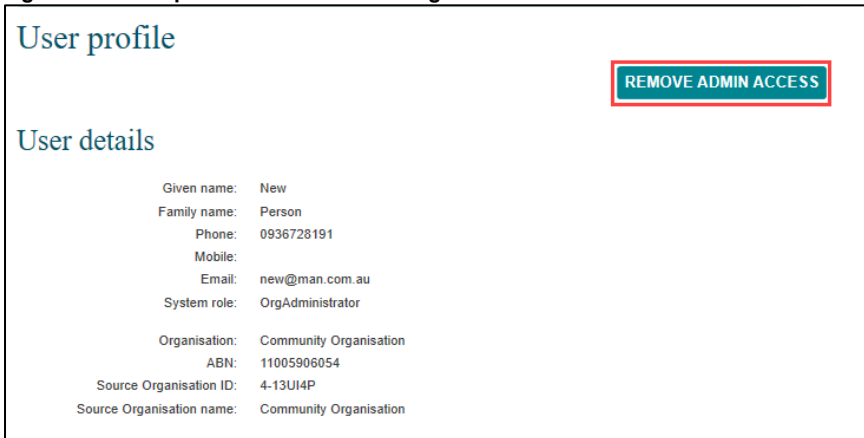 User profile
REMOVE ADMIN ACCESS
User details
Given name: New
Family name: Person
Phone: 0936728191
Mobile:
Email: new@man.com.au
System role: OrgAdministrator
Organisation: Community Organisation
ABN: 11005906054
Source Organisation ID: 4-13UI4P
Source Organisation name: Community Organisation